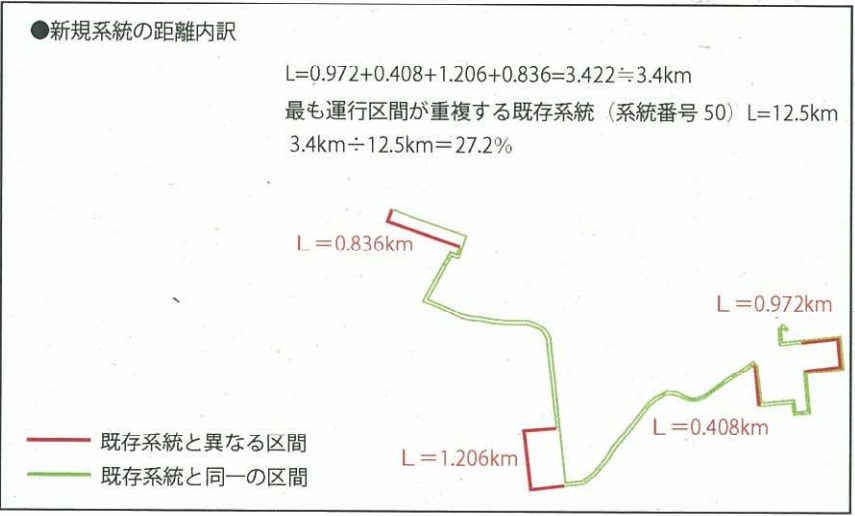 ●新規系統の距離内訳
L=0.972+0.408+1.206+0.836=3.422≒3.4km
最も運行区間が重複する既存系統（系統番号 50）L=12.5km
3.4km÷12.5km＝27.2%
L＝0.836km
L＝0.972km
L＝0.408km
L＝1.206km
既存系統と異なる区間
既存系統と同一の区間